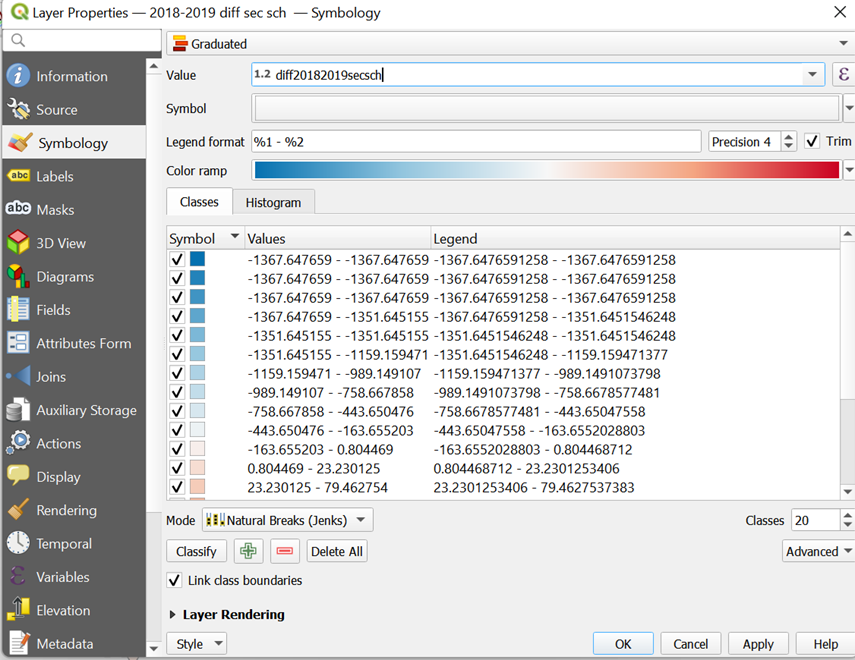 Layer Properties — 2018-2019 diff sec sch — Symbology
Information
Source
Symbology
Labels
Masks
3D View
Diagrams
Fields
Attributes Form
Joins
Auxiliary Storage
Actions
Display
Rendering
Temporal
Variables
Elevation
Metadata
Graduated
Value 1.2 diff20182019secsch ε
Symbol
Legend format %1 - %2 Precision 4 Trim
Color ramp
Classes Histogram
Symbol Values Legend
-1367.647659 - -1367.647659 -1367.6476591258 - -1367.6476591258
-1367.647659 - -1367.647659 -1367.6476591258 - -1367.6476591258
-1367.647659 - -1367.647659 -1367.6476591258 - -1367.6476591258
-1367.647659 - -1351.645155 -1367.6476591258 - -1351.6451546248
-1351.645155 - -1351.645155 -1351.6451546248 - -1351.6451546248
-1351.645155 - -1159.159471 -1351.6451546248 - -1159.159471377
-1159.159471 - -989.149107 -1159.159471377 - -989.1491073798
-989.149107 - -758.667858 -989.1491073798 - -758.6678577481
-758.667858 - -443.650476 -758.6678577481 - -443.65047558
-443.650476 - -163.655203 -443.65047558 - -163.6552028803
-163.655203 - 0.804469 -163.6552028803 - 0.804468712
0.804469 - 23.230125 0.804468712 - 23.2301253406
23.230125 - 79.462754 23.2301253406 - 79.4627537383
Mode Natural Breaks (Jenks) Classes 20
Classify Delete All Advanced
Link class boundaries
Layer Rendering
Style OK Cancel Apply Help